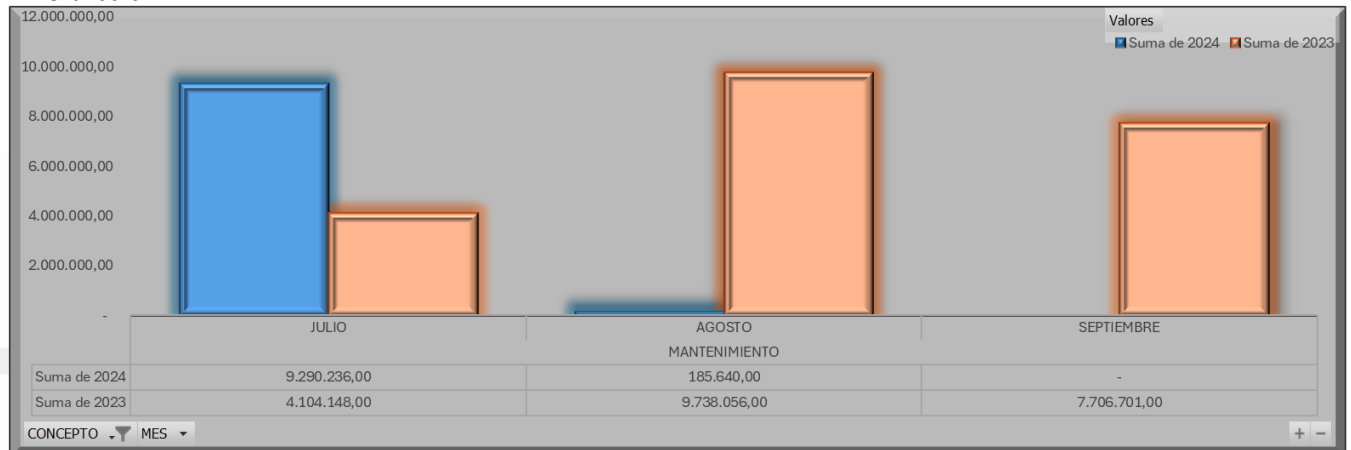 12.000.000,00
Valores
Suma de 2024 Suma de 2023
10.000.000,00
8.000.000,00
6.000.000,00
4.000.000,00
2.000.000,00
-
JULIO AGOSTO SEPTIEMBRE
MANTENIMIENTO
Suma de 2024 9.290.236,00 185.640,00 -
Suma de 2023 4.104.148,00 9.738.056,00 7.706.701,00
CONCEPTO MES + -